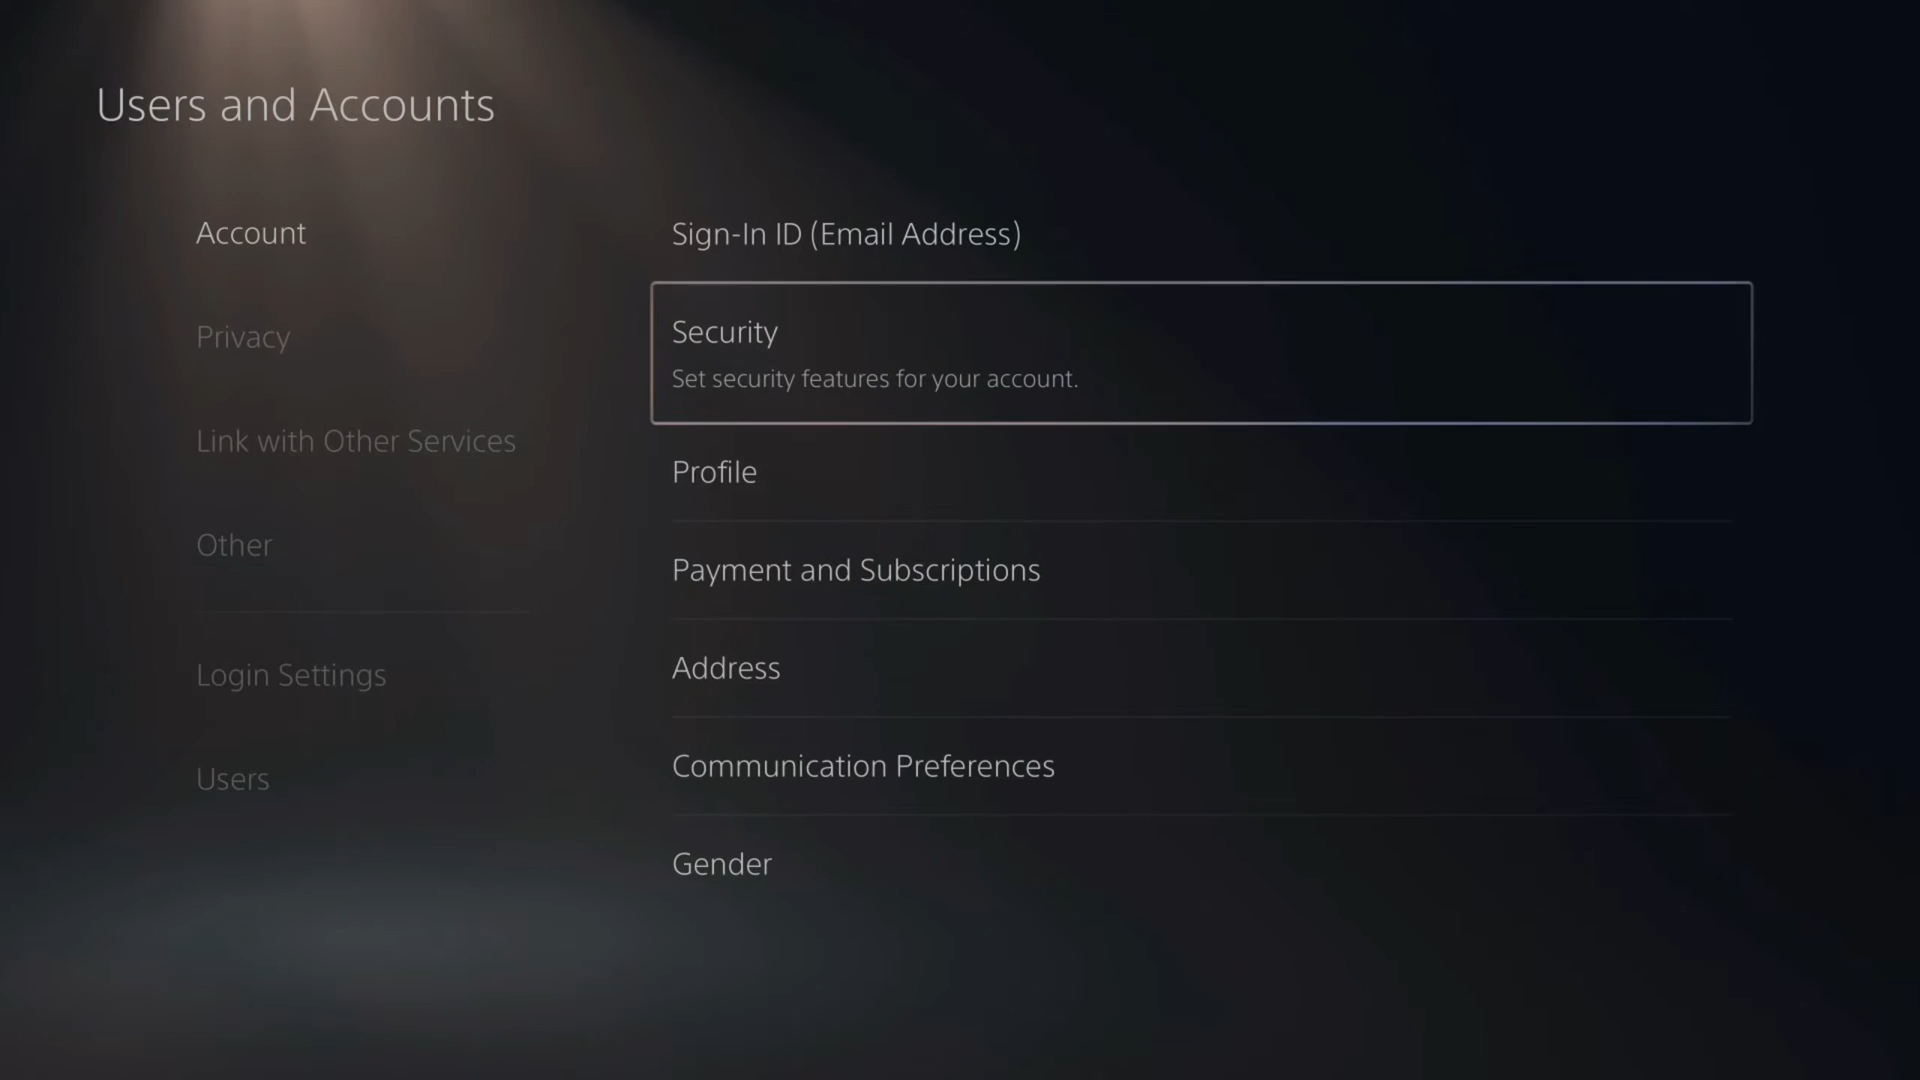 Users and Accounts
Account
Privacy
Link with Other Services
Other
Login Settings
Users
Sign-In ID (Email Address)
Security
Set security features for your account.
Profile
Payment and Subscriptions
Address
Communication Preferences
Gender